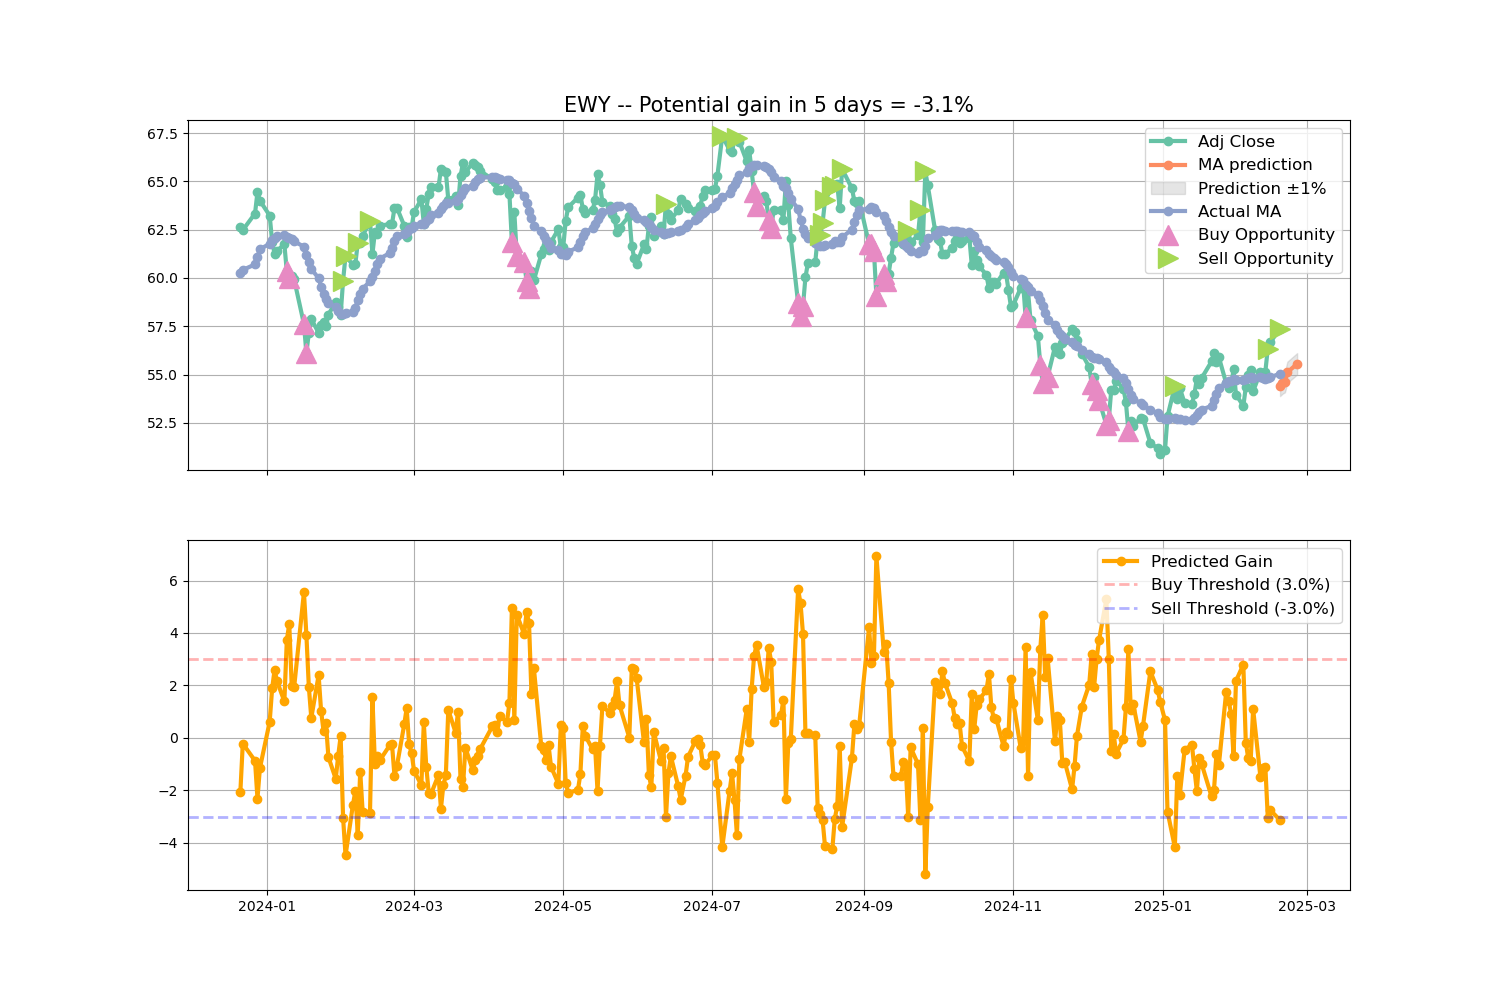 EWY -- Potential gain in 5 days = -3.1%
67.5
65.0
62.5
60.0
57.5
55.0
52.5
Adj Close
MA prediction
Prediction ±1%
Actual MA
Buy Opportunity
Sell Opportunity
6
4
2
0
−2
−4
Predicted Gain
Buy Threshold (3.0%)
Sell Threshold (-3.0%)
2024-01 2024-03 2024-05 2024-07 2024-09 2024-11 2025-01 2025-03